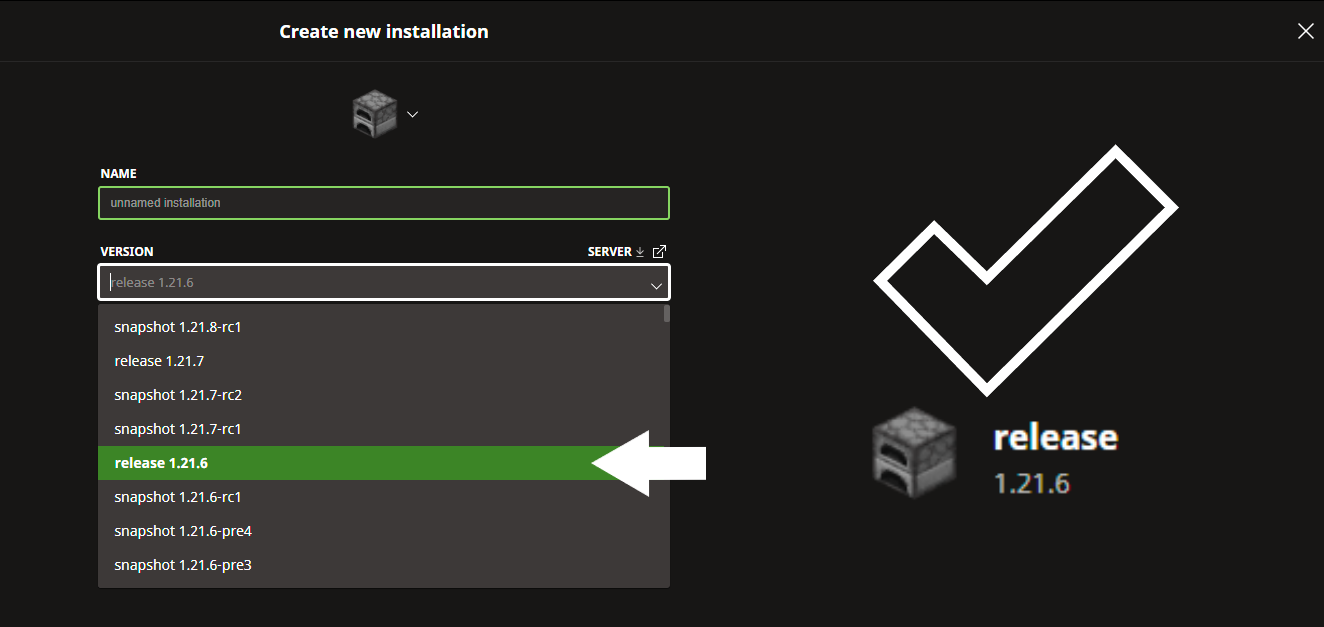 Create new installation
NAME
unnamed installation
VERSION
SERVER
release 1.21.6
snapshot 1.21.8-rc1
release 1.21.7
snapshot 1.21.7-rc2
snapshot 1.21.7-rc1
release 1.21.6
snapshot 1.21.6-rc1
snapshot 1.21.6-pre4
snapshot 1.21.6-pre3
release
1.21.6